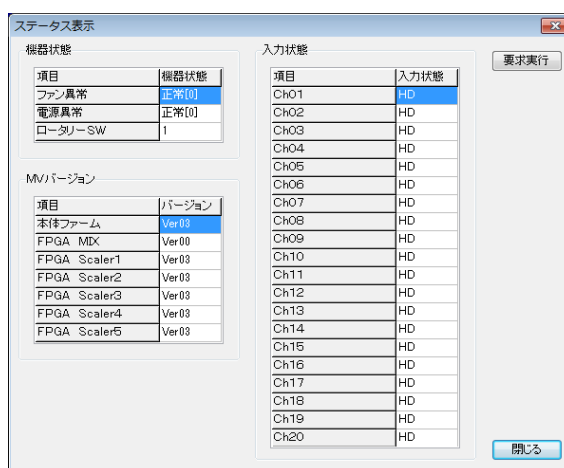 ステータス表示
機器状態
項目 機器状態
ファン異常 正常[0]
電源異常 正常[0]
ロータリーSW 1
MVバージョン
項目 バージョン
本体ファーム Ver03
FPGA MIX Ver00
FPGA Scaler1 Ver03
FPGA Scaler2 Ver03
FPGA Scaler3 Ver03
FPGA Scaler4 Ver03
FPGA Scaler5 Ver03
入力状態
項目 入力状態
Ch01 HD
Ch02 HD
Ch03 HD
Ch04 HD
Ch05 HD
Ch06 HD
Ch07 HD
Ch08 HD
Ch09 HD
Ch10 HD
Ch11 HD
Ch12 HD
Ch13 HD
Ch14 HD
Ch15 HD
Ch16 HD
Ch17 HD
Ch18 HD
Ch19 HD
Ch20 HD
要求実行
閉じる